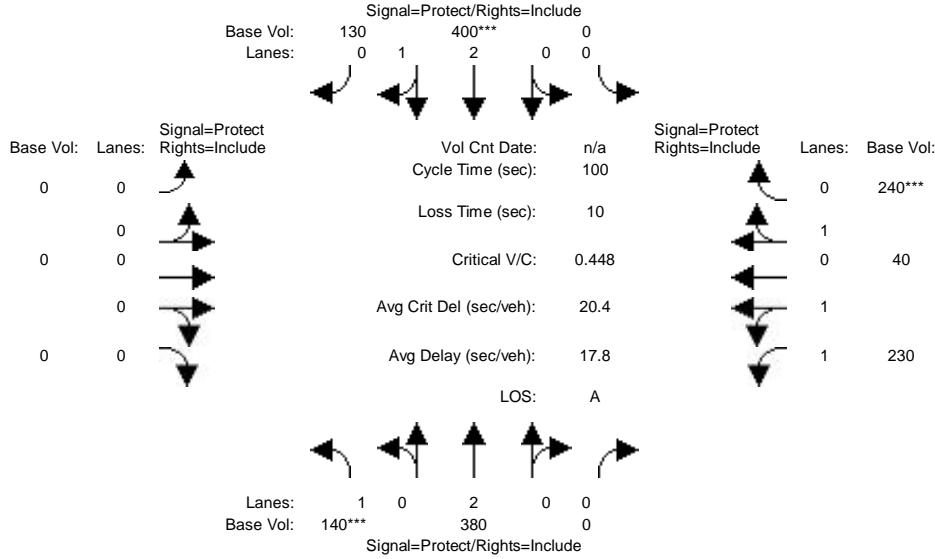 Signal=Protect/Rights=Include
Base Vol: 130 400*** 0
Lanes: 0 1 2 0 0
Signal=Protect Signal=Protect
Base Vol: Lanes: Rights=Include Vol Cnt Date: n/a Rights=Include Lanes: Base Vol:
Cycle Time (sec): 100
0 0 0 240***
Loss Time (sec): 10
0 1
0 0 Critical V/C: 0.448 0 40
0 Avg Crit Del (sec/veh): 20.4 1
0 0 Avg Delay (sec/veh): 17.8 1 230
LOS: A
Lanes: 1 0 2 0 0
Base Vol: 140*** 380 0
Signal=Protect/Rights=Include